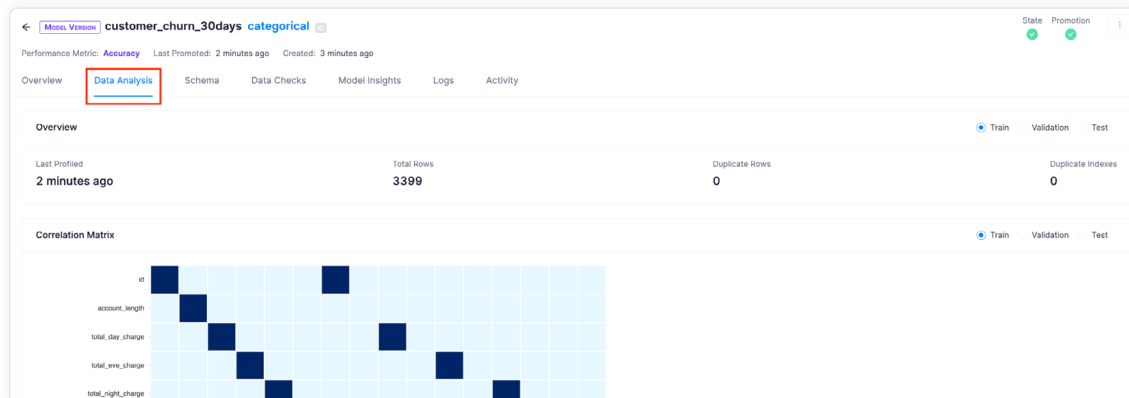 ← MODEL VERSION customer_churn_30days categorical
State Promotion
Performance Metric: Accuracy Last Promoted: 2 minutes ago Created: 3 minutes ago
Overview Data Analysis Schema Data Checks Model Insights Logs Activity
Overview Train Validation Test
Last Profiled Total Rows Duplicate Rows Duplicate Indexes
2 minutes ago 3399 0 0
Correlation Matrix Train Validation Test
id
account_length
total_day_charge
total_eve_charge
total_night_charge